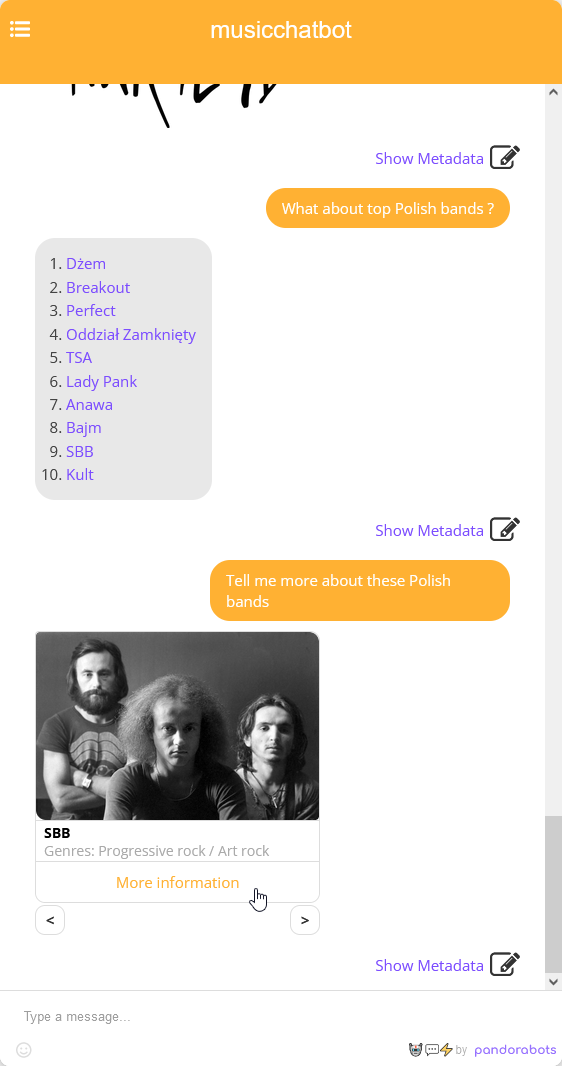 musicchatbot
Show Metadata
What about top Polish bands ?
1. Dżem
2. Breakout
3. Perfect
4. Oddział Zamknięty
5. TSA
6. Lady Pank
7. Anawa
8. Bajm
9. SBB
10. Kult
Show Metadata
Tell me more about these Polish
bands
SBB
Genres: Progressive rock / Art rock
More information
< >
Show Metadata
Type a message...
by pandorabots